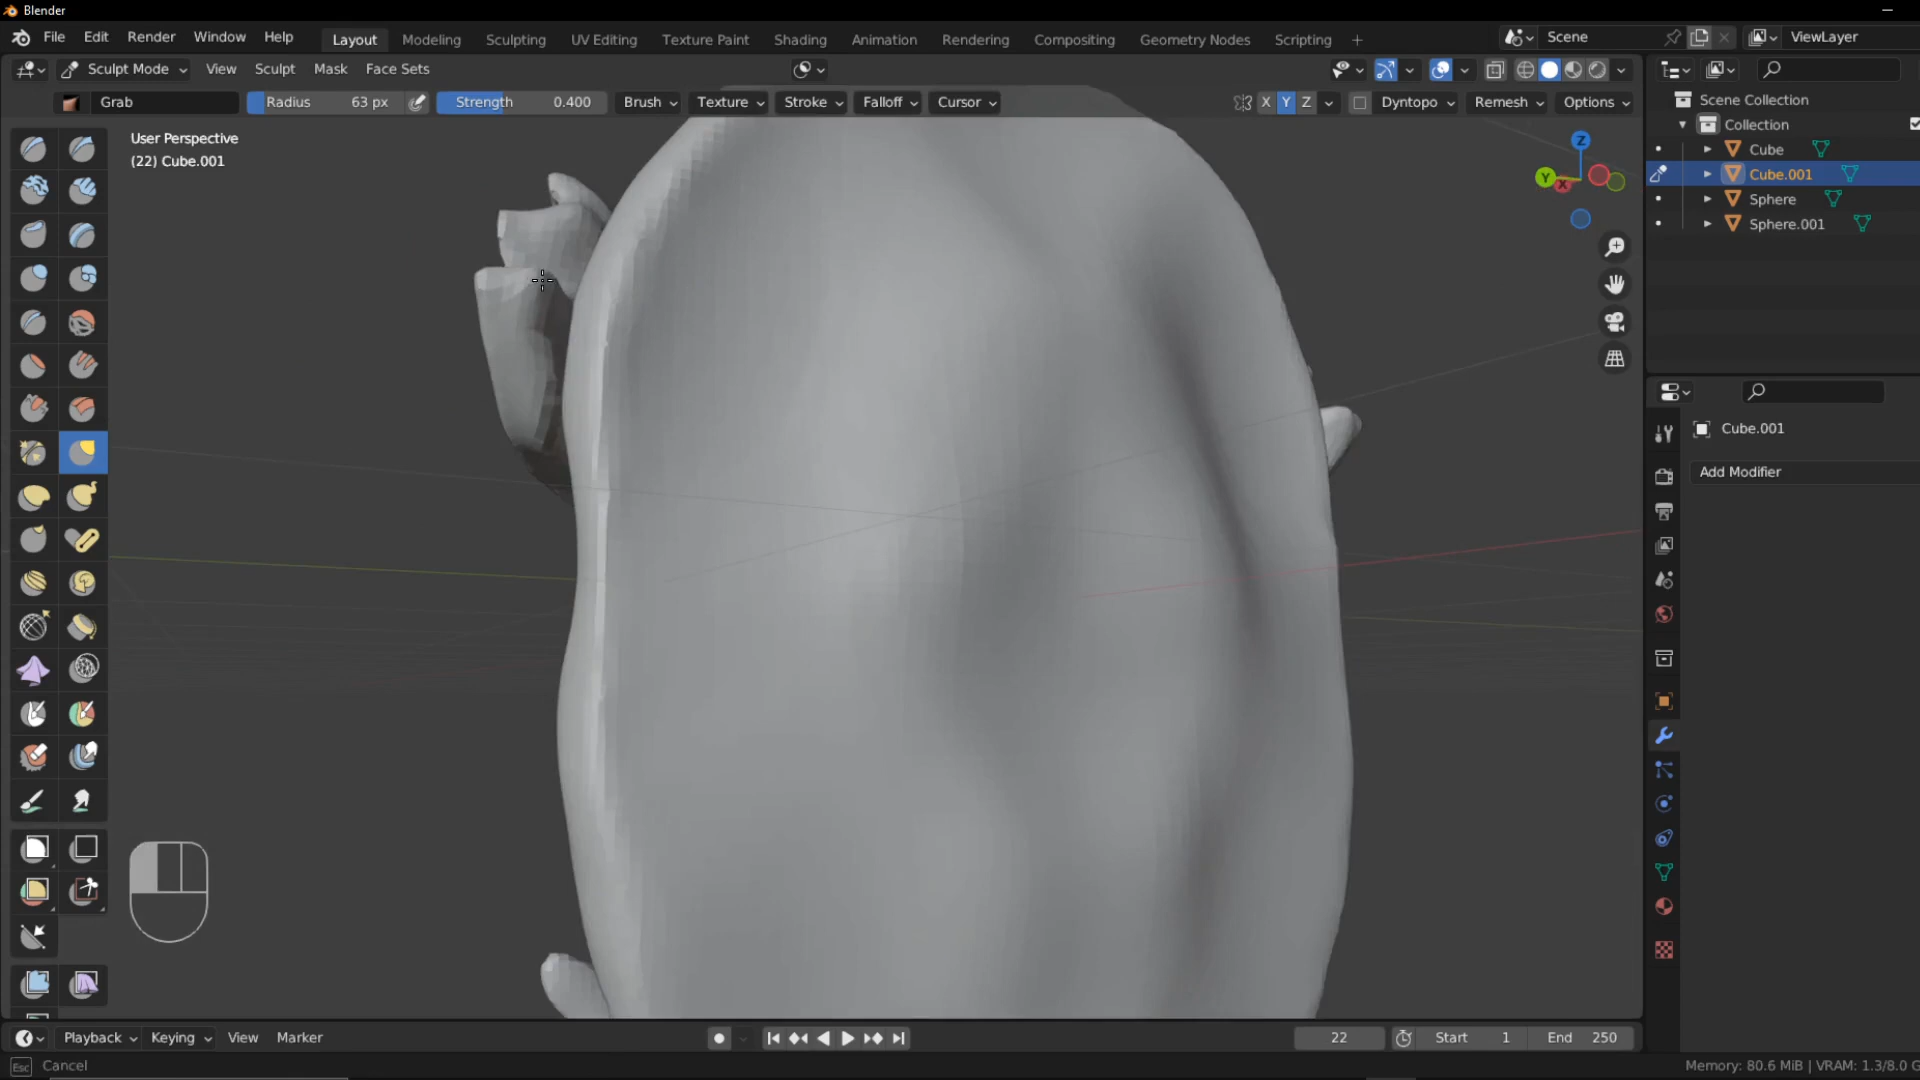 Blender
File Edit Render Window Help Layout Modeling Sculpting UV Editing Texture Paint Shading Animation Rendering Compositing Geometry Nodes Scripting + Scene ViewLayer
Sculpt Mode View Sculpt Mask Face Sets
Grab Radius 63 px Strength 0.400 Brush Texture Stroke Falloff Cursor X Y Z Dyntopo Remesh Options
User Perspective
(22) Cube.001
Z
Y
X
Scene Collection
Collection
Cube
Cube.001
Sphere
Sphere.001
Cube.001
Add Modifier
Playback Keying View Marker 22 Start 1 End 250
Esc Cancel Memory: 80.6 MiB | VRAM: 1.3/8.0 G